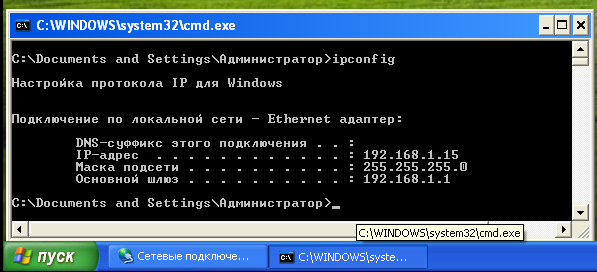 C:\WINDOWS\system32\cmd.exe
C:\Documents and Settings\Администратор>ipconfig
Настройка протокола IP для Windows
Подключение по локальной сети - Ethernet адаптер:
DNS-суффикс этого подключения . . :
IP-адрес . . . . . . . . . . . . : 192.168.1.15
Маска подсети . . . . . . . . . . : 255.255.255.0
Основной шлюз . . . . . . . . . . : 192.168.1.1
C:\Documents and Settings\Администратор>_
C:\WINDOWS\system32\cmd.exe
пуск
Сетевые подключе...
C:\WINDOWS\syste...